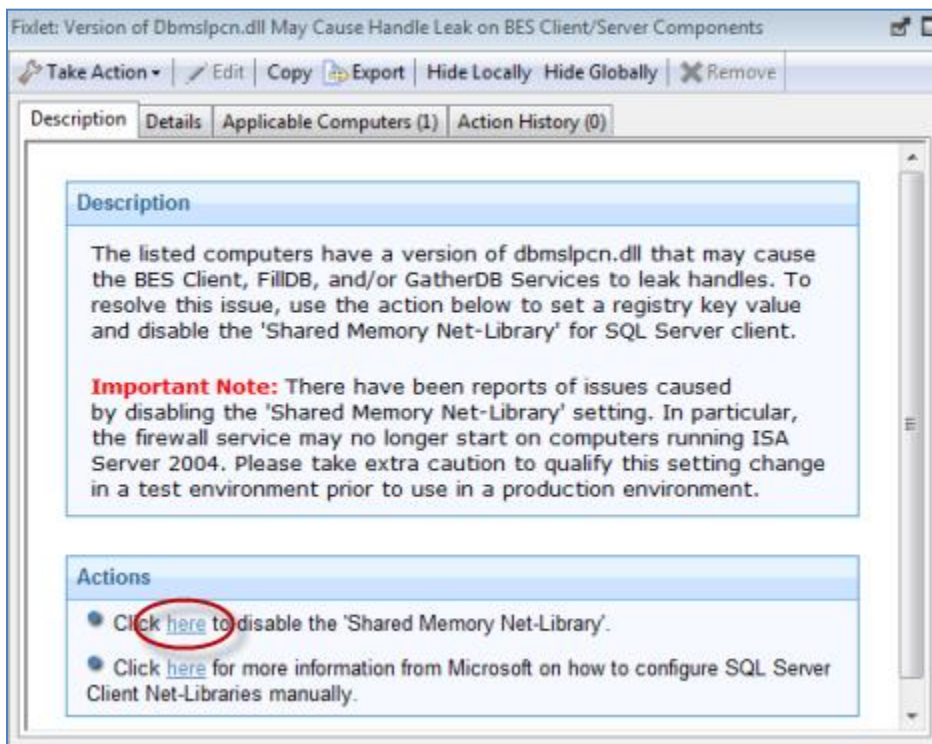 Fixlet: Version of Dbmslpcn.dll May Cause Handle Leak on BES Client/Server Components
Take Action Edit Copy Export Hide Locally Hide Globally Remove
Description Details Applicable Computers (1) Action History (0)
Description
The listed computers have a version of dbmslpcn.dll that may cause
the BES Client, FillDB, and/or GatherDB Services to leak handles. To
resolve this issue, use the action below to set a registry key value
and disable the 'Shared Memory Net-Library' for SQL Server client.
Important Note: There have been reports of issues caused
by disabling the 'Shared Memory Net-Library' setting. In particular,
the firewall service may no longer start on computers running ISA
Server 2004. Please take extra caution to qualify this setting change
in a test environment prior to use in a production environment.
Actions
Click here to disable the 'Shared Memory Net-Library'.
Click here for more information from Microsoft on how to configure SQL Server
Client Net-Libraries manually.